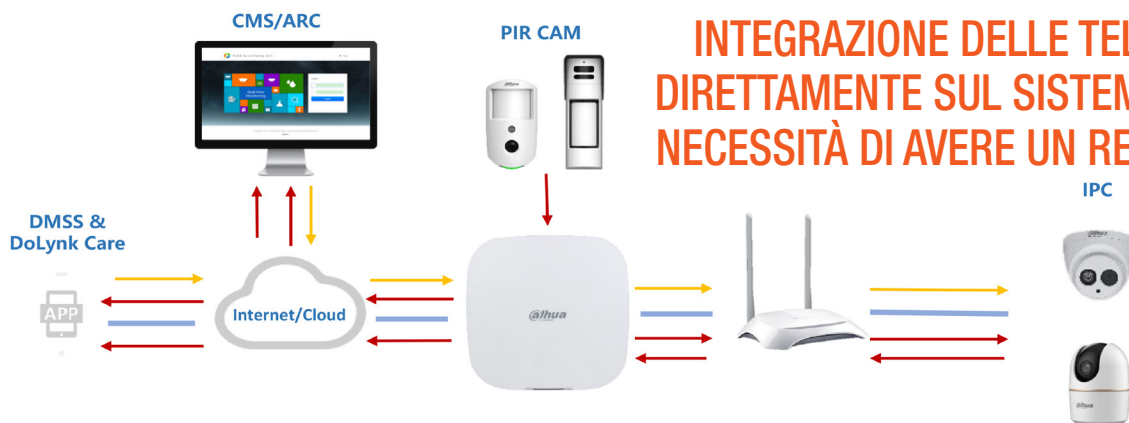 CMS/ARC
PIR CAM
INTEGRAZIONE DELLE TEL
DIRETTAMENTE SUL SISTEM
NECESSITÀ DI AVERE UN RE
IPC
DMSS &
DoLynk Care
APP
Internet/Cloud
alhua
alhua